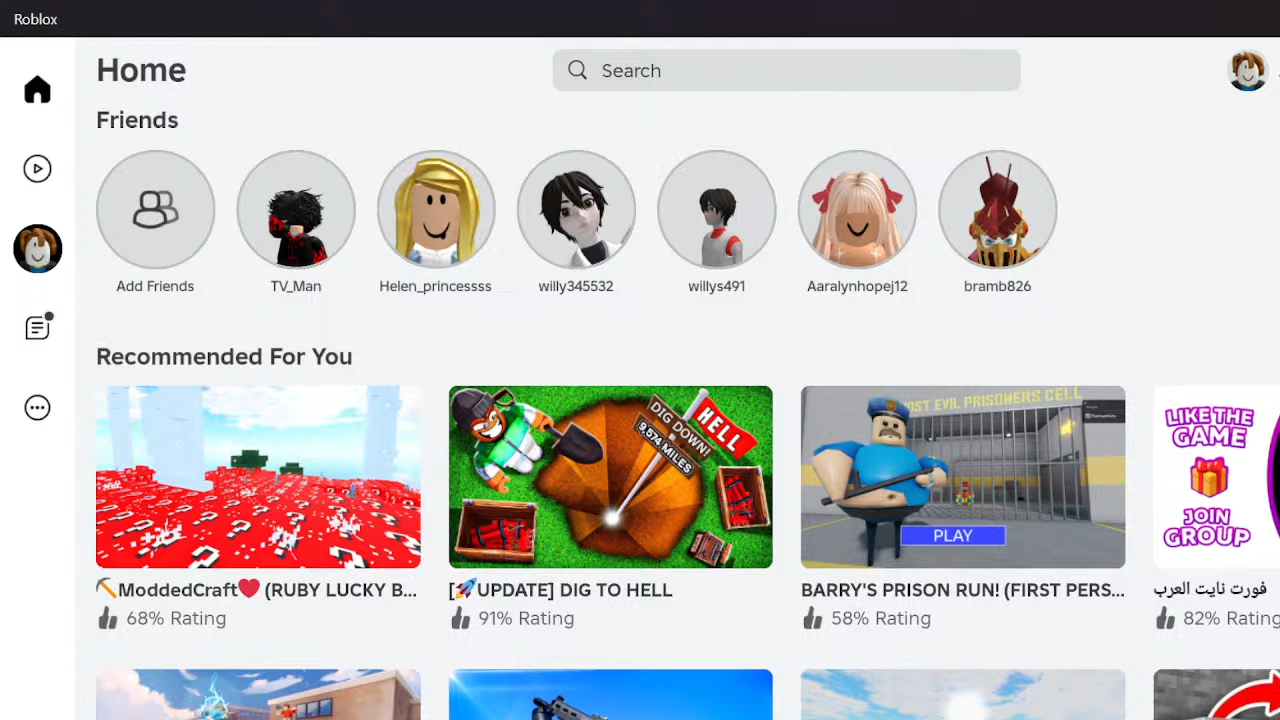 Roblox
Home
Search
Friends
Add Friends
TV_Man
Helen_princessss
willy345532
willys491
Aaralynhopej12
bramb826
Recommended For You
DIG DOWN!
9,574 MILES
HELL
MOST EVIL PRISONERS CELL
PLAY
LIKE THE
GAME
JOIN
GROUP
ModdedCraft (RUBY LUCKY B...
[UPDATE] DIG TO HELL
BARRY'S PRISON RUN! (FIRST PERS...
فورت نايت العرب
68% Rating
91% Rating
58% Rating
82% Rating